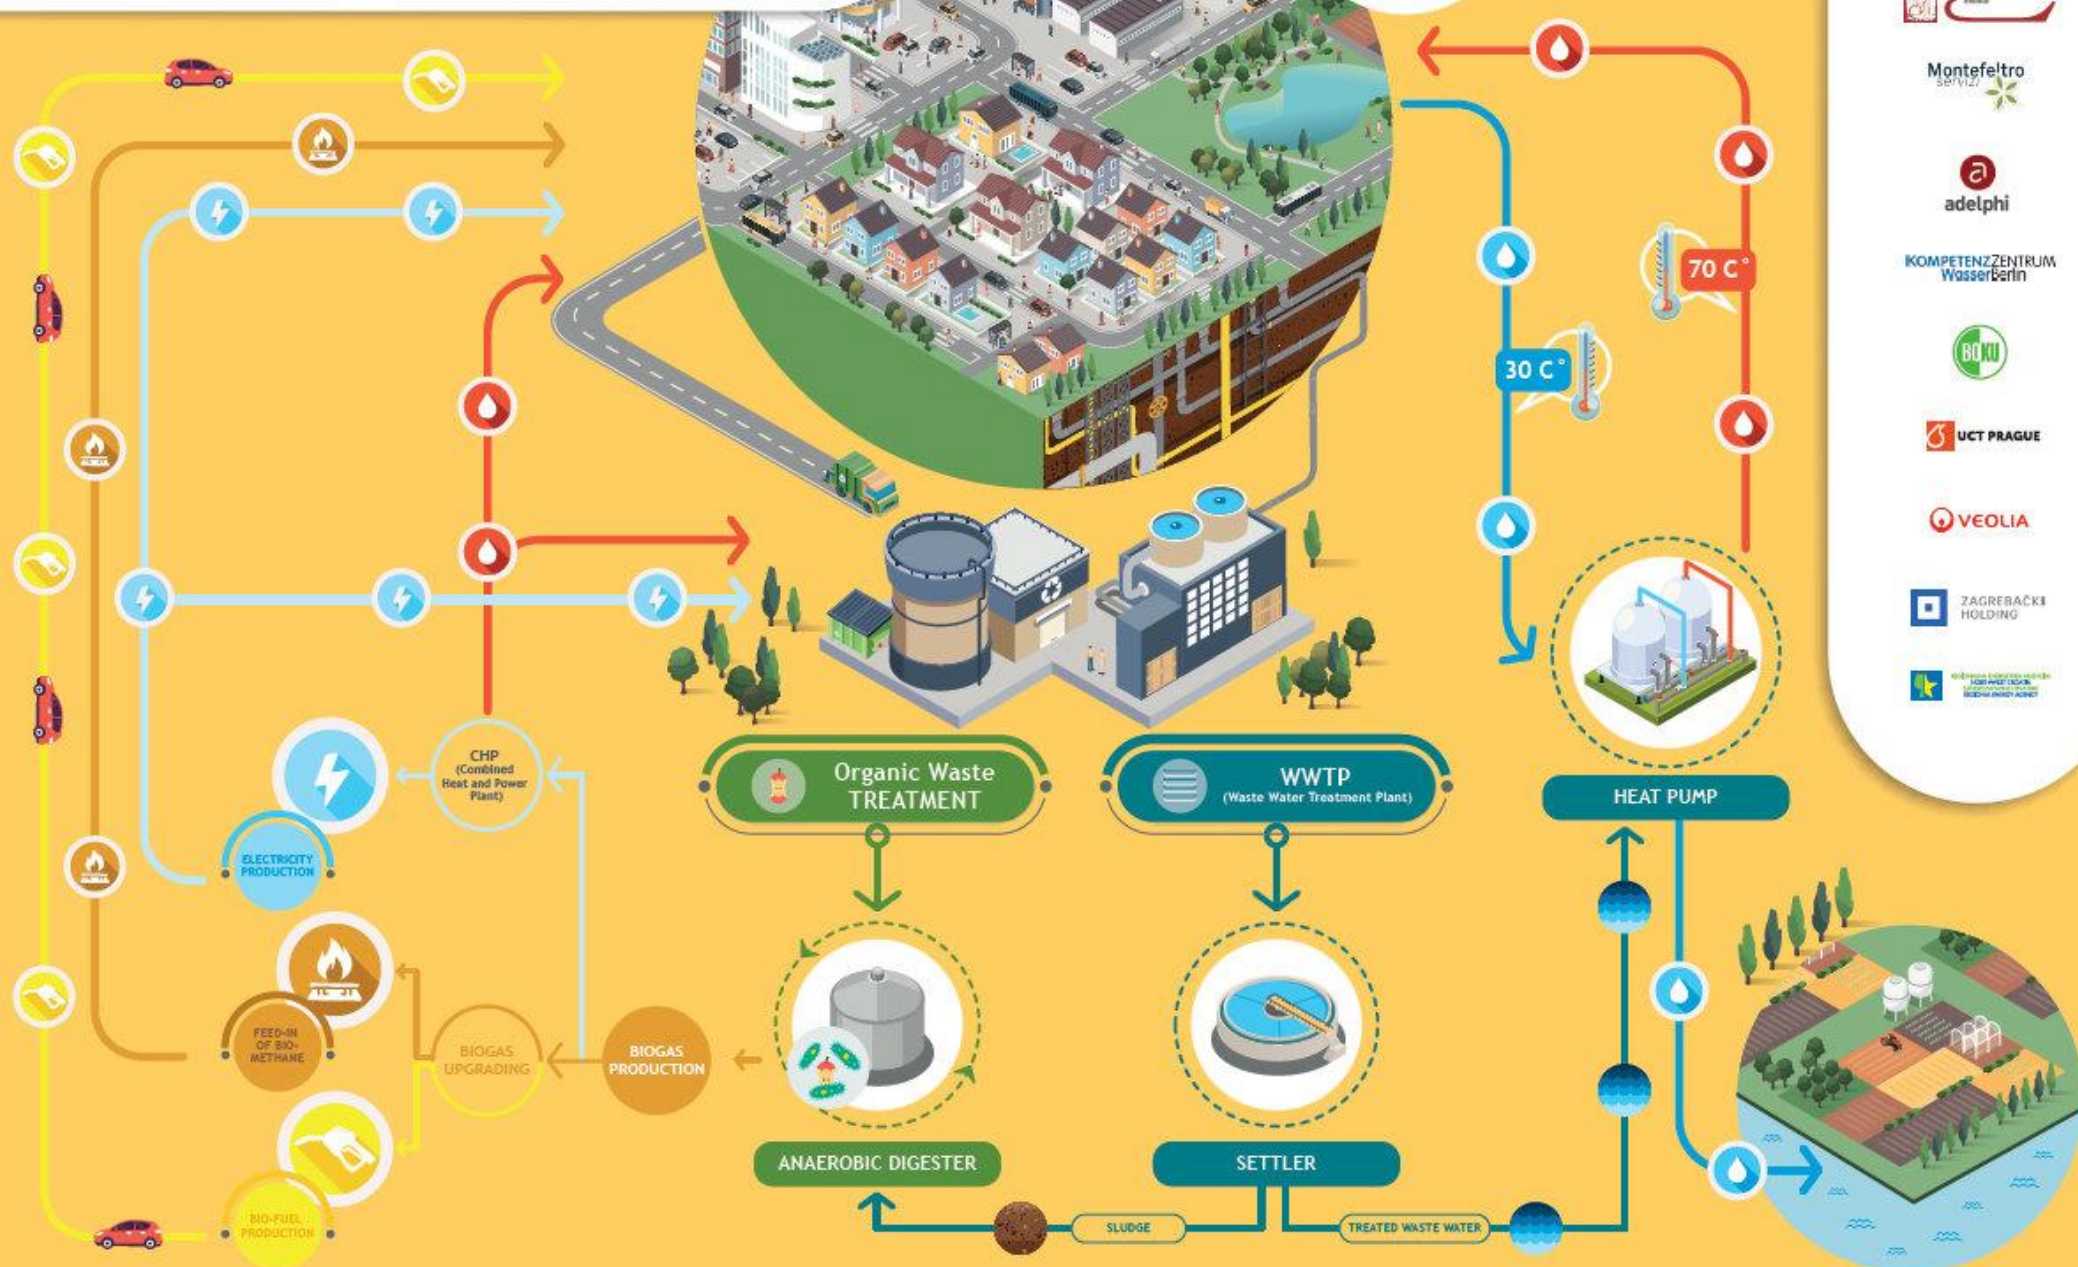 Montefeltro
servizi
adelphi
70 C°
KOMPETENZZENTRUM
WasserBerlin
30 C°
BOKU
UCT PRAGUE
VEOLIA
ZAGREBAČKI
HOLDING
CHP
(Combined
Heat and Power
Plant)
Organic Waste
TREATMENT
WWTP
(Waste Water Treatment Plant)
HEAT PUMP
ELECTRICITY
PRODUCTION
FEED-IN
OF BIO-
METHANE
BIOGAS
UPGRADING
BIOGAS
PRODUCTION
ANAEROBIC DIGESTER
SETTLER
BIO-FUEL
PRODUCTION
SLUDGE
TREATED WASTE WATER